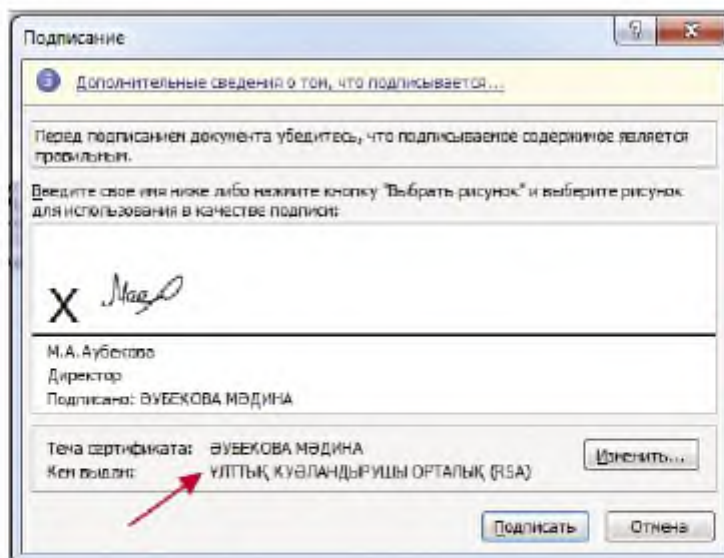 Подписание
Дополнительные сведения о том, что подписывается...
Перед подписанием документа убедитесь, что подписываемое содержимое является
правильным.
Введите свое имя ниже либо нажмите кнопку "Выбрать рисунок" и выберите рисунок
для использования в качестве подписи:
X
М.А.Аубекова
Директор
Подписано: ӘУБЕКОВА МӘДИНА
Тема сертификата: ӘУБЕКОВА МӘДИНА
Кем выдан: ҰЛТТЫҚ КУӘЛАНДЫРУШЫ ОРТАЛЫҚ (RSA)
Изменить...
Подписать
Отмена